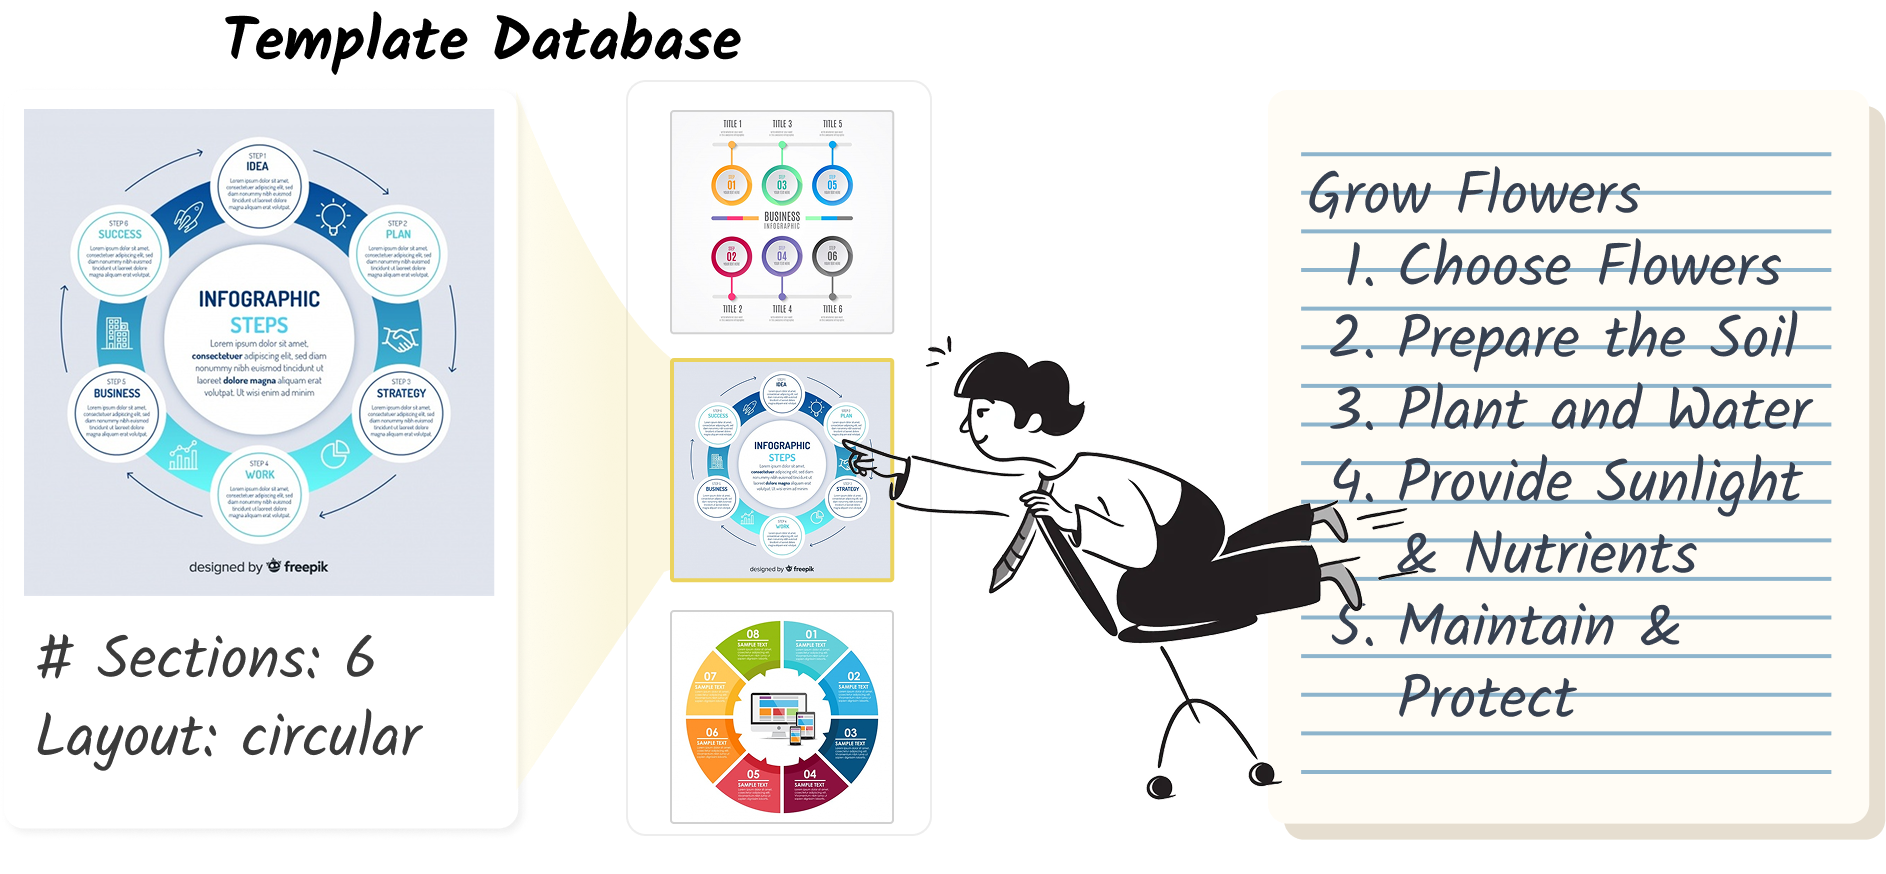 Template Database
STEP 1
IDEA
Lorem ipsum dolor sit amet,
consectetuer adipiscing elit, sed
diam nonummy nibh euismod
tincidunt ut laoreet dolore
magna aliquam erat volutpat.
STEP 6
SUCCESS
Lorem ipsum dolor sit amet,
consectetuer adipiscing elit, sed
diam nonummy nibh euismod
tincidunt ut laoreet dolore
magna aliquam erat volutpat.
STEP 2
PLAN
Lorem ipsum dolor sit amet,
consectetuer adipiscing elit, sed
diam nonummy nibh euismod
tincidunt ut laoreet dolore
magna aliquam erat volutpat.
INFOGRAPHIC
STEPS
Lorem ipsum dolor sit amet,
consectetuer adipiscing elit, sed diam
nonummy nibh euismod tincidunt ut
laoreet dolore magna aliquam erat
volutpat. Ut wisi enim ad minim
STEP 5
BUSINESS
Lorem ipsum dolor sit amet,
consectetuer adipiscing elit, sed
diam nonummy nibh euismod
tincidunt ut laoreet dolore
magna aliquam erat volutpat.
STEP 3
STRATEGY
Lorem ipsum dolor sit amet,
consectetuer adipiscing elit, sed
diam nonummy nibh euismod
tincidunt ut laoreet dolore
magna aliquam erat volutpat.
STEP 4
WORK
Lorem ipsum dolor sit amet,
consectetuer adipiscing elit, sed
diam nonummy nibh euismod
tincidunt ut laoreet dolore
magna aliquam erat volutpat.
designed by freepik
# Sections: 6
Layout: circular
TITLE 1 TITLE 3 TITLE 5
STEP STEP STEP
01 03 05
BUSINESS
INFOGRAPHIC
STEP STEP STEP
02 04 06
TITLE 2 TITLE 4 TITLE 6
IDEA
SUCCESS
PLAN
INFOGRAPHIC
STEPS
BUSINESS
STRATEGY
WORK
designed by freepik
08
SAMPLE TEXT
01
SAMPLE TEXT
07
SAMPLE TEXT
02
SAMPLE TEXT
06
SAMPLE TEXT
03
SAMPLE TEXT
05
SAMPLE TEXT
04
SAMPLE TEXT
Grow Flowers
1. Choose Flowers
2. Prepare the Soil
3. Plant and Water
4. Provide Sunlight
& Nutrients
5. Maintain &
Protect